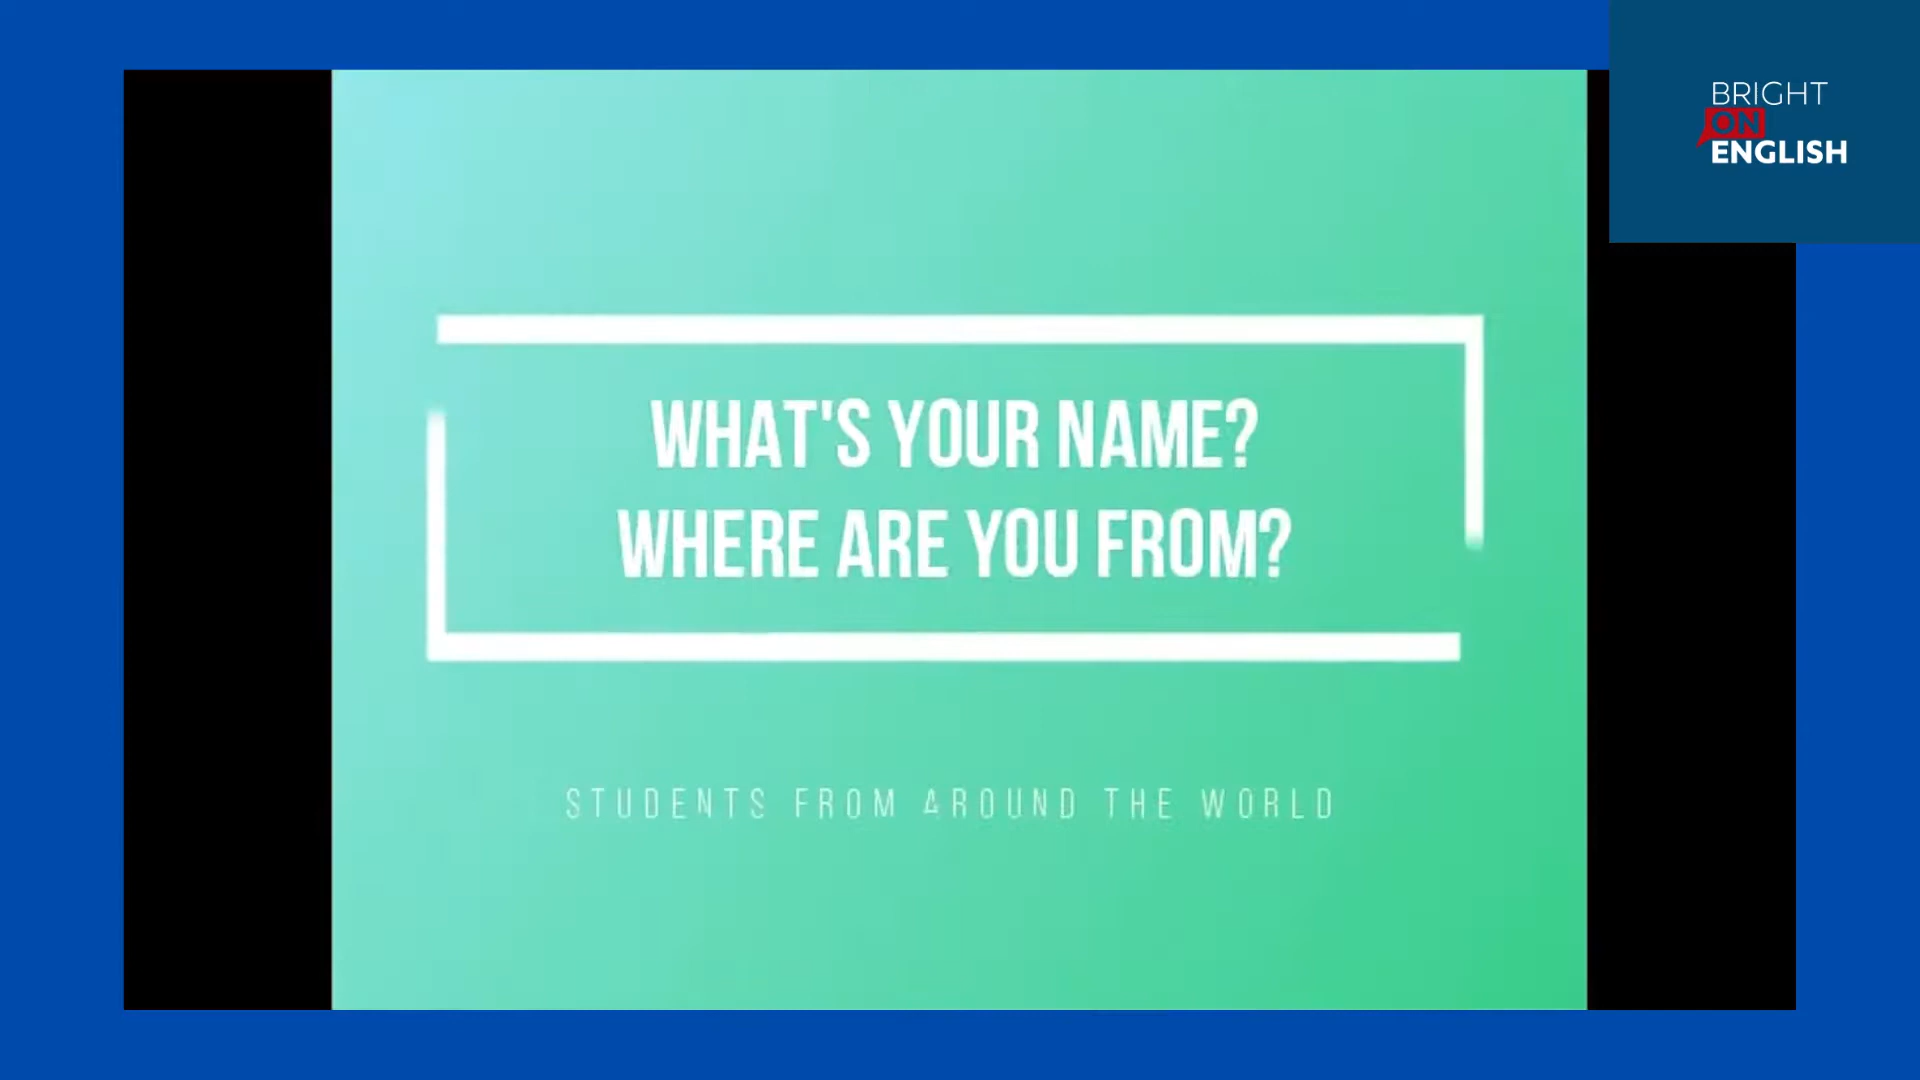 BRIGHT
ON
ENGLISH
WHAT'S YOUR NAME?
WHERE ARE YOU FROM?
STUDENTS FROM AROUND THE WORLD